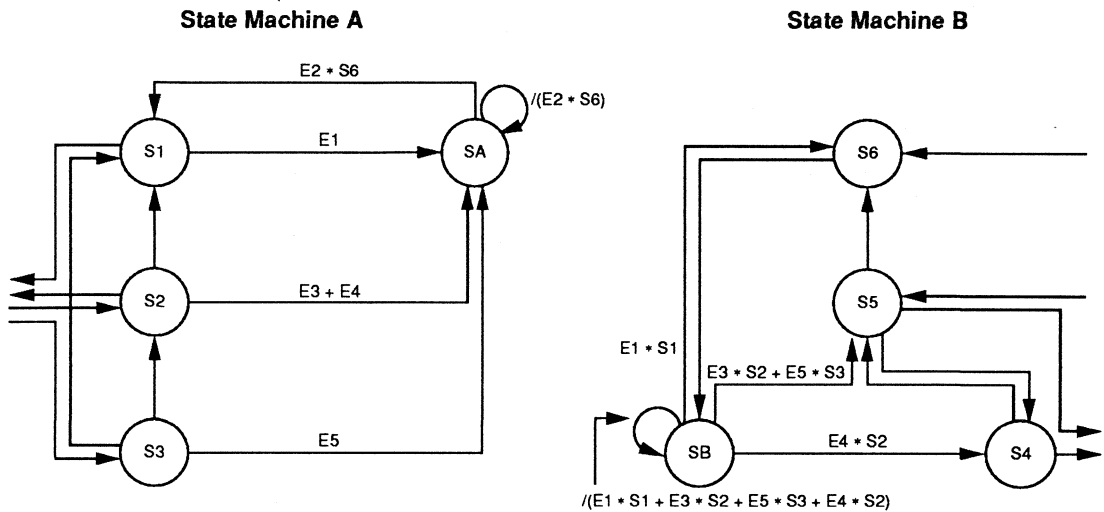 State Machine A
State Machine B
E2 * S6
/(E2 * S6)
S1
E1
SA
S6
S2
E3 + E4
S5
E1 * S1
E3 * S2 + E5 * S3
S3
E5
SB
E4 * S2
S4
/(E1 * S1 + E3 * S2 + E5 * S3 + E4 * S2)